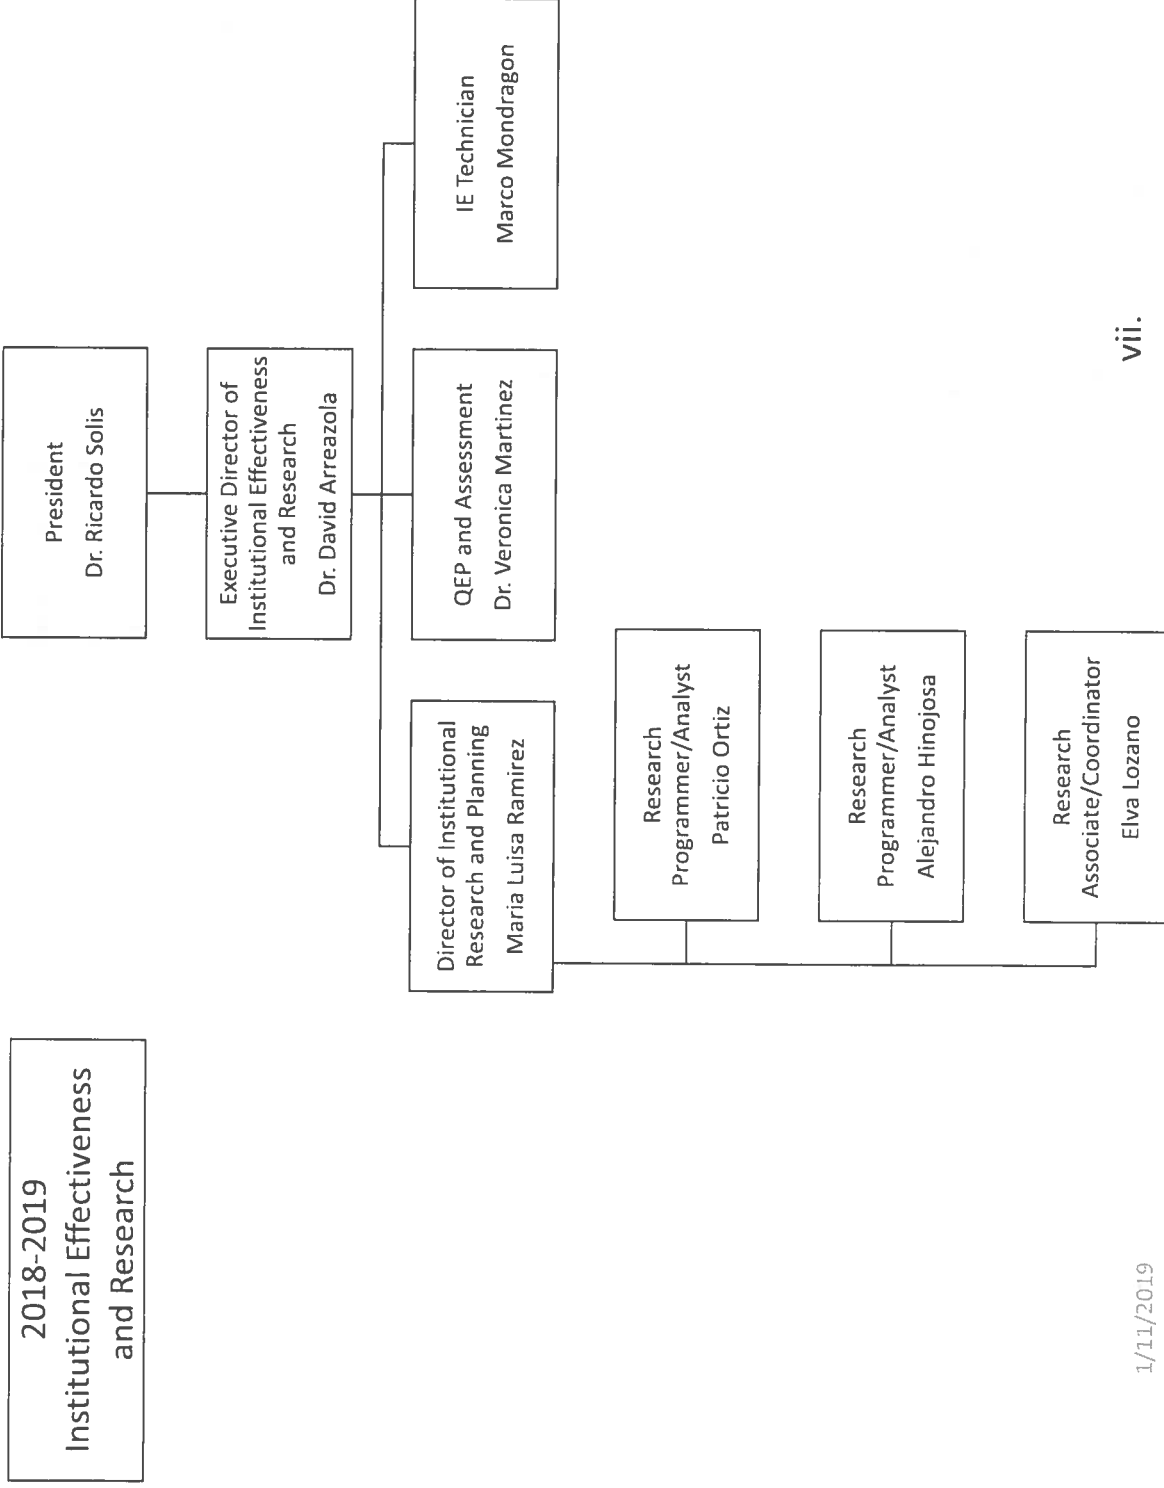 2018-2019
Institutional Effectiveness
and Research
President
Dr. Ricardo Solis
Executive Director of
Institutional Effectiveness
and Research
Dr. David Arreazola
Director of Institutional
Research and Planning
Maria Luisa Ramirez
QEP and Assessment
Dr. Veronica Martinez
IE Technician
Marco Mondragon
Research
Programmer/Analyst
Patricio Ortiz
Research
Programmer/Analyst
Alejandro Hinojosa
Research
Associate/Coordinator
Elva Lozano
1/11/2019
vii.